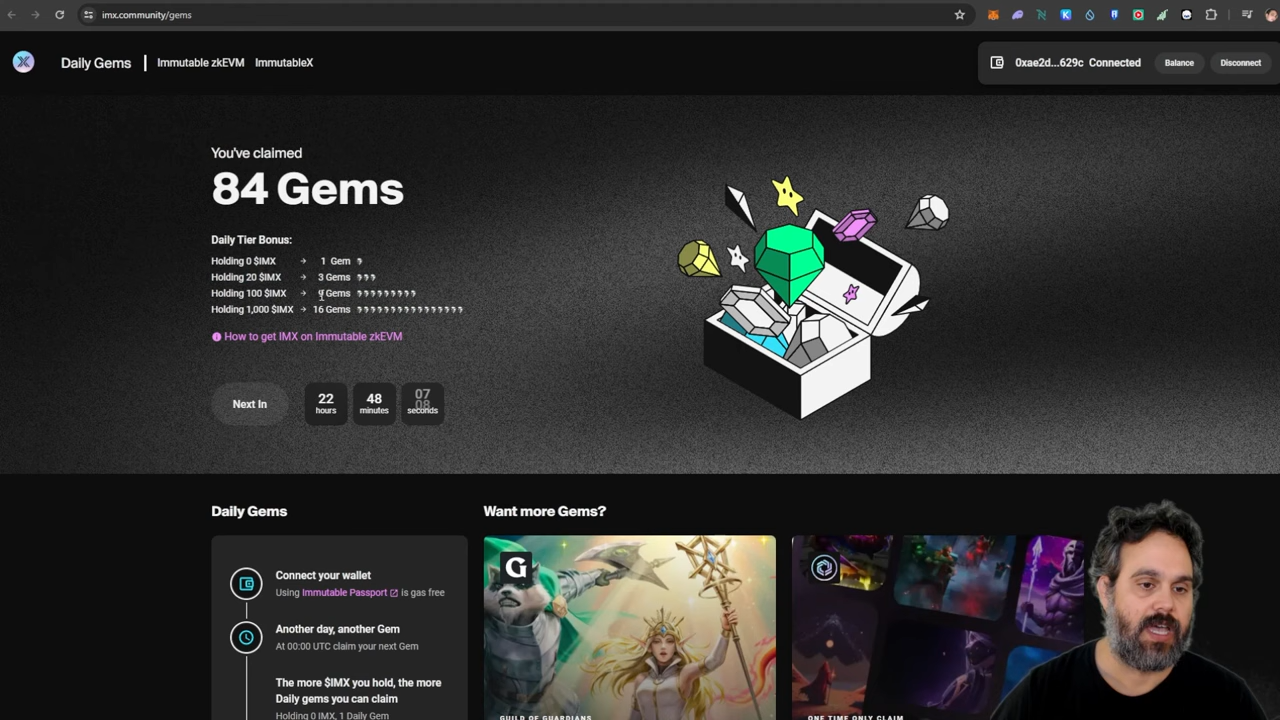 imx.community/gems
Daily Gems
Immutable zkEVM
ImmutableX
0xae2d...629c Connected
Balance
Disconnect
You've claimed
84 Gems
Daily Tier Bonus:
Holding 0 $IMX → 1 Gem
Holding 20 $IMX → 3 Gems
Holding 100 $IMX → 9 Gems
Holding 1,000 $IMX → 16 Gems
How to get IMX on Immutable zkEVM
Next In
22 hours
48 minutes
seconds
Daily Gems
Want more Gems?
Connect your wallet
Using Immutable Passport is gas free
Another day, another Gem
At 00:00 UTC claim your next Gem
The more $IMX you hold, the more
Daily gems you can claim
Holding 0 IMX, 1 Daily Gem
G
GUILD OF GUARDIANS
ONE TIME ONLY CLAIM